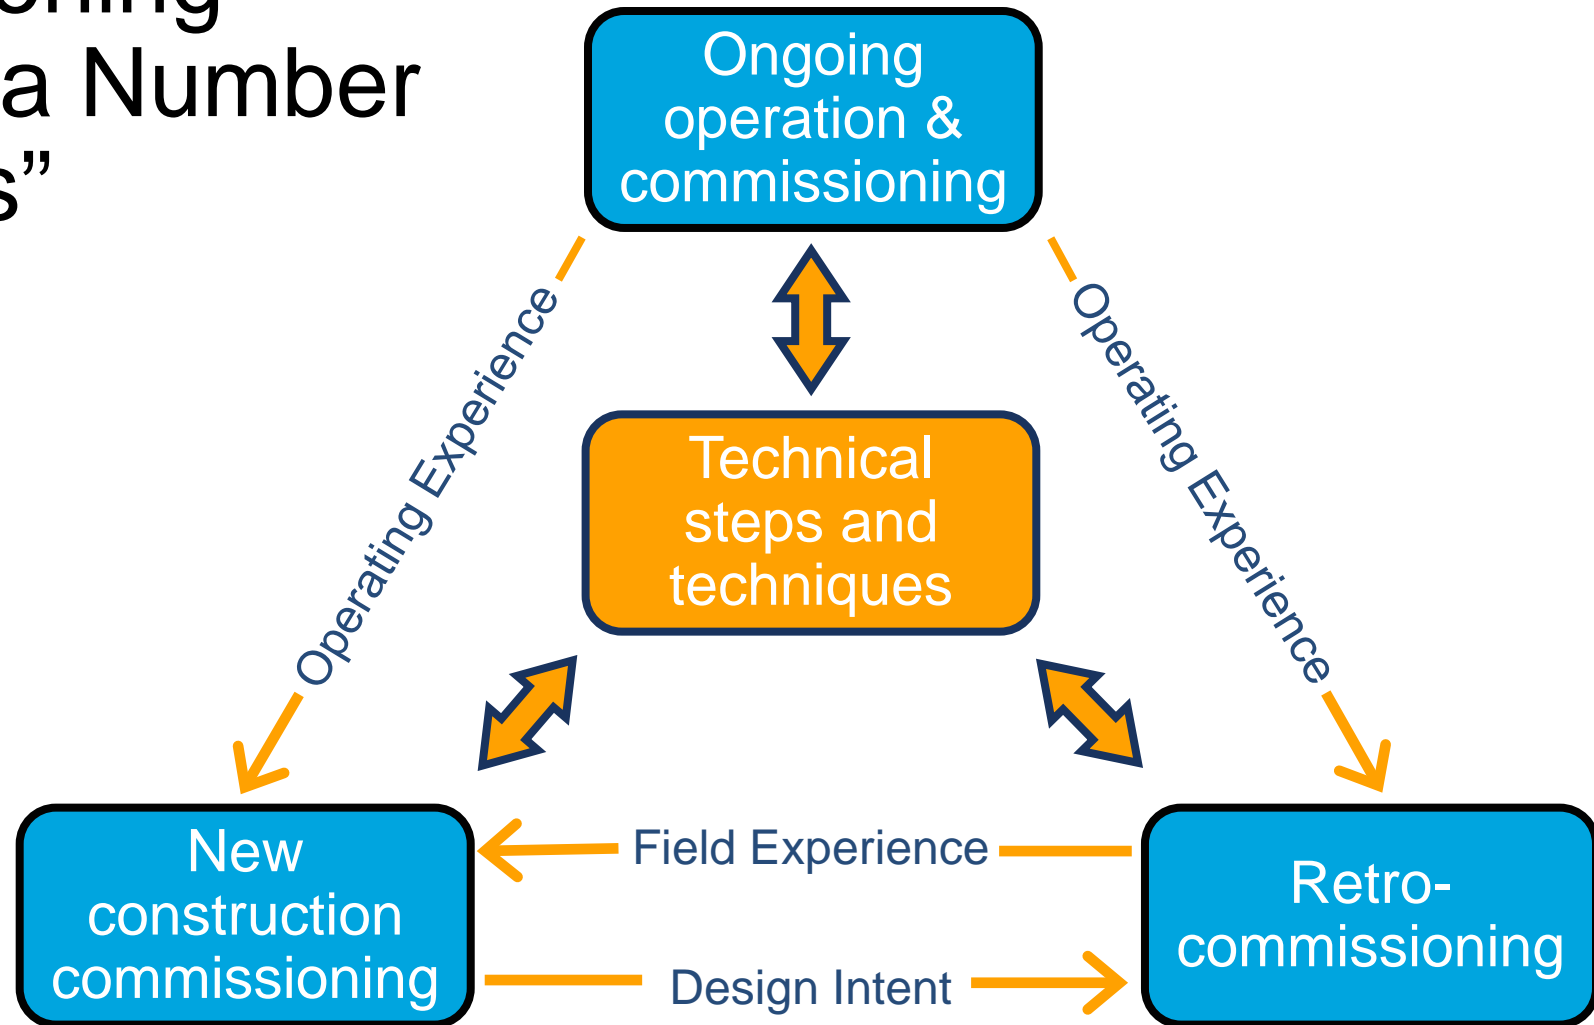 a Number
Ongoing
operation &
commissioning
Operating Experience
Operating Experience
Technical
steps and
techniques
New
construction
commissioning
Field Experience
Design Intent
Retro-
commissioning